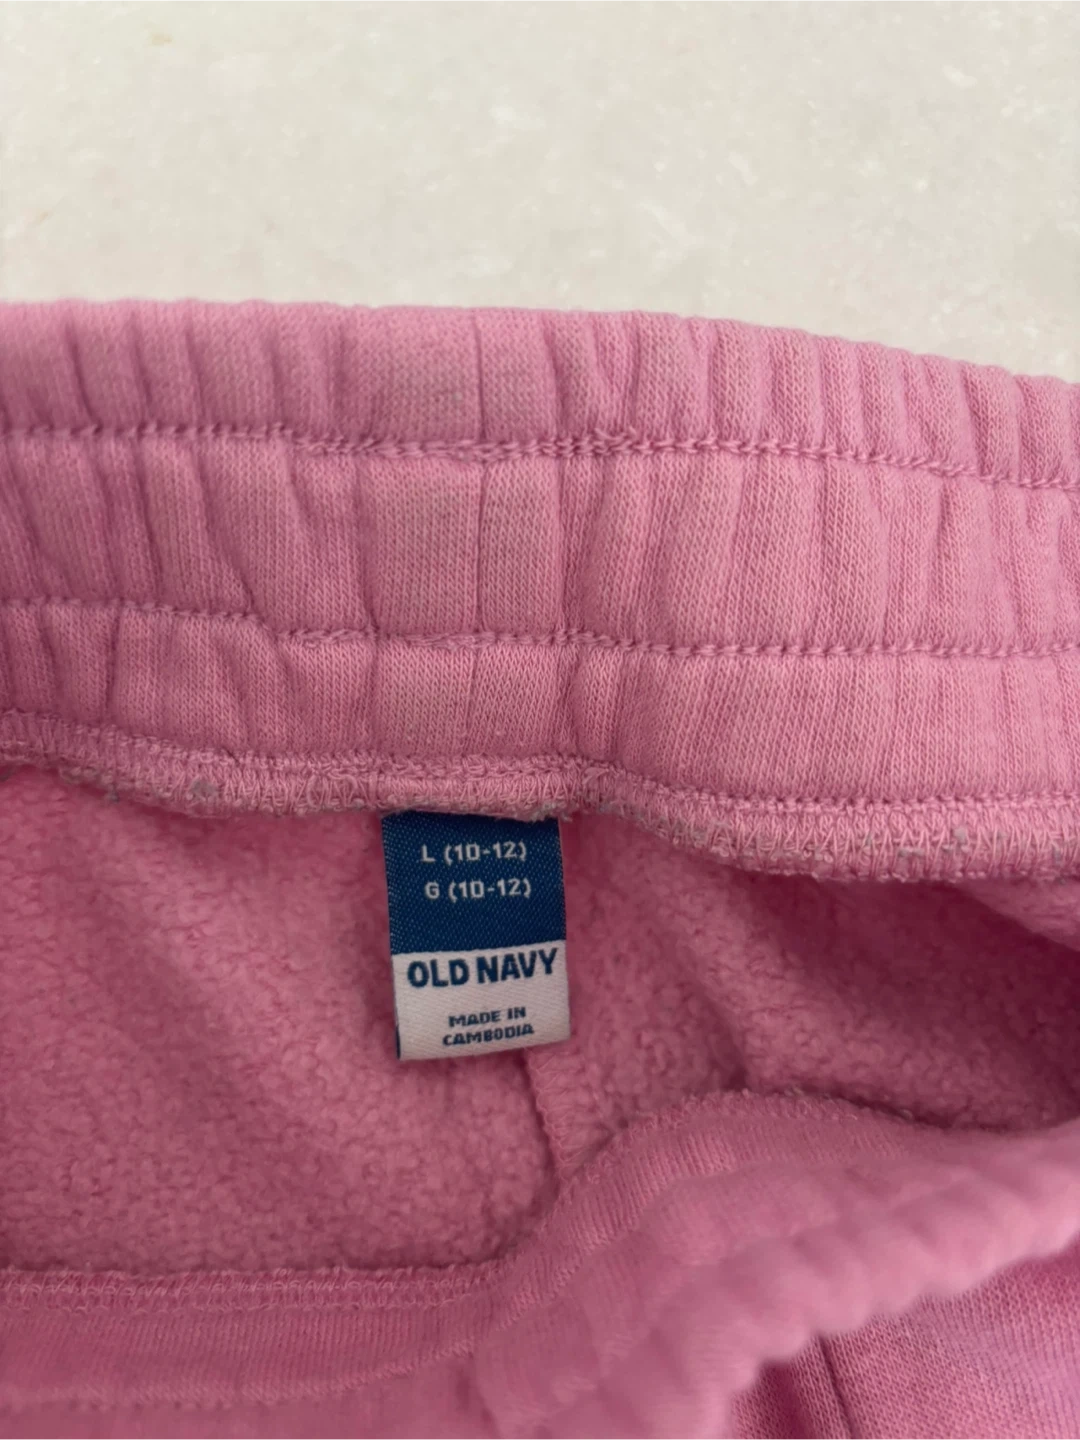 L (10-12)
G (10-12)
OLD NAVY
MADE IN
CAMBODIA